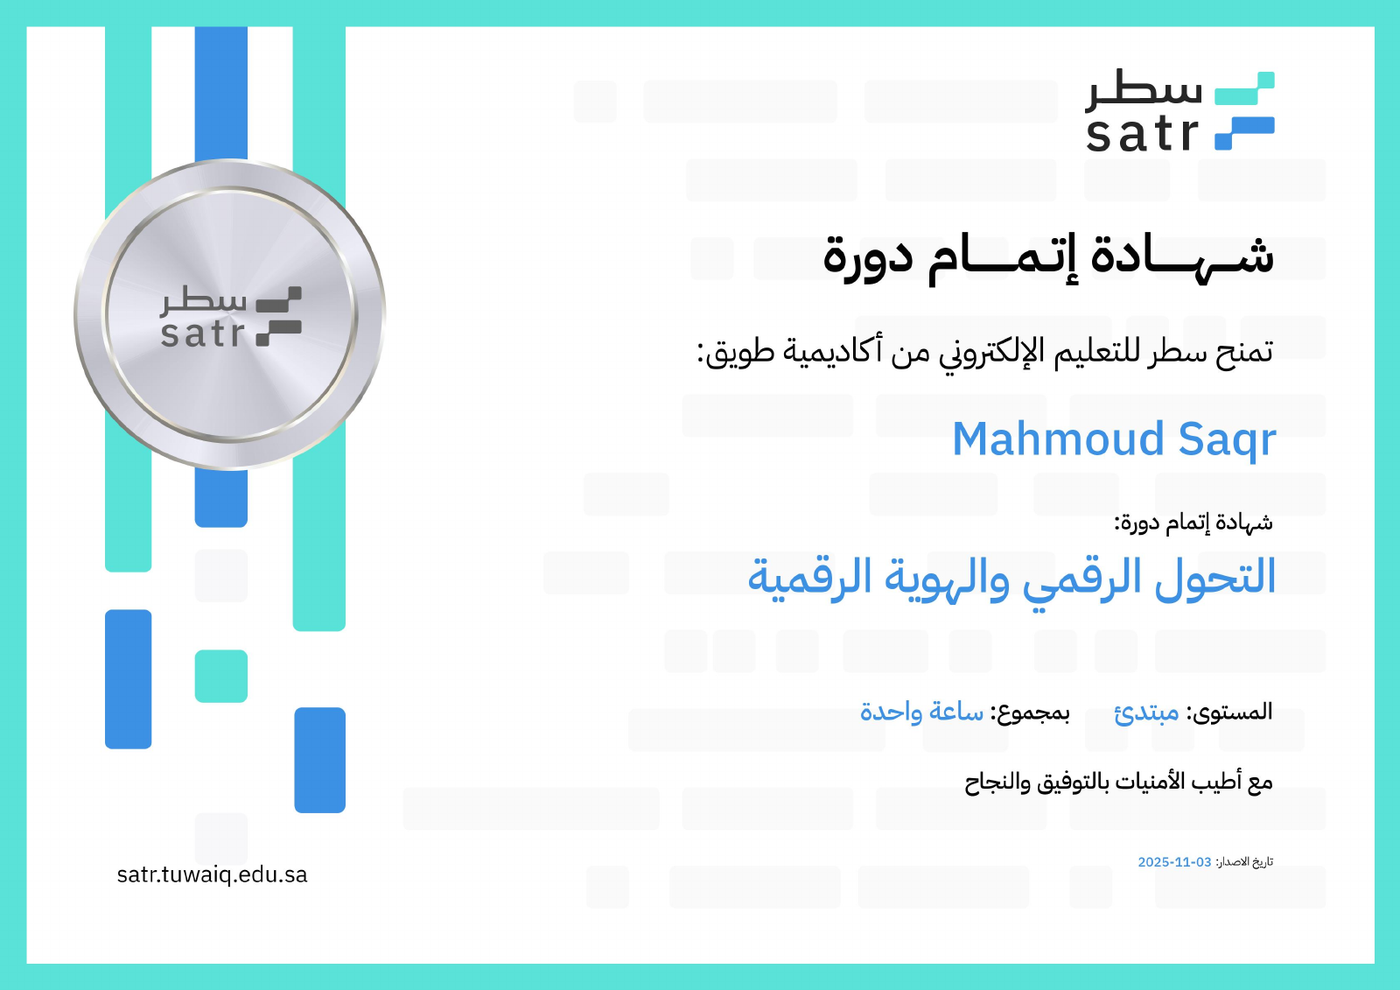 سطر
satr
سطر
satr
شهادة إتمام دورة
تمنح سطر للتعليم الإلكتروني من أكاديمية طويق:
Mahmoud Saqr
شهادة إتمام دورة:
التحول الرقمي والهوية الرقمية
المستوى: مبتدئ بمجموع: ساعة واحدة
مع أطيب الأمنيات بالتوفيق والنجاح
تاريخ الاصدار: 2025-11-03
satr.tuwaiq.edu.sa